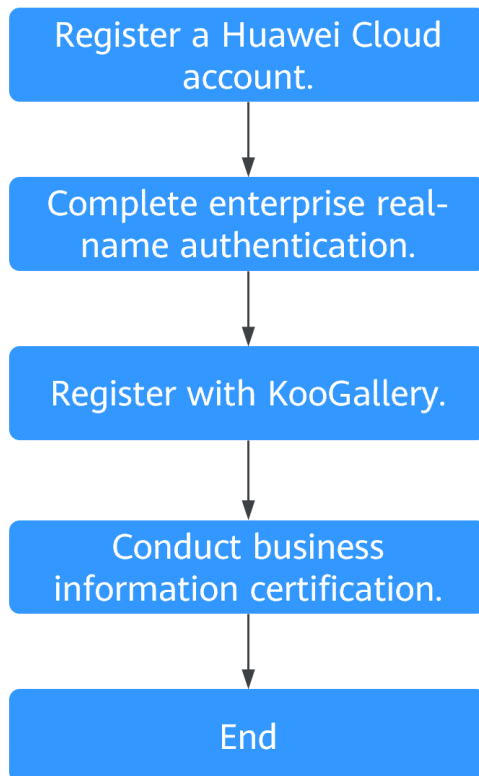 Register a Huawei Cloud
account.
Complete enterprise real-
name authentication.
Register with KooGallery.
Conduct business
information certification.
End